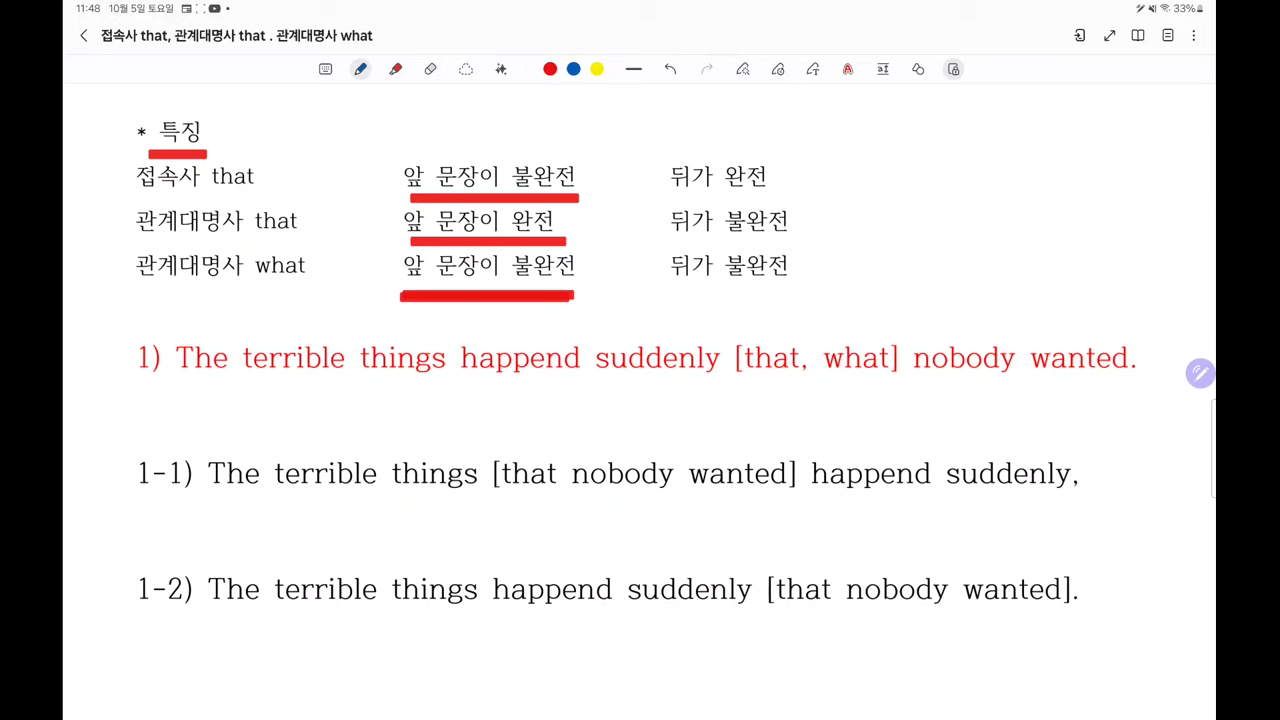 11:48 10월 5일 토요일 33%
접속사 that, 관계대명사 that . 관계대명사 what
* 특징
접속사 that 앞 문장이 불완전 뒤가 완전
관계대명사 that 앞 문장이 완전 뒤가 불완전
관계대명사 what 앞 문장이 불완전 뒤가 불완전
1) The terrible things happend suddenly [that, what] nobody wanted.
1-1) The terrible things [that nobody wanted] happend suddenly,
1-2) The terrible things happend suddenly [that nobody wanted].